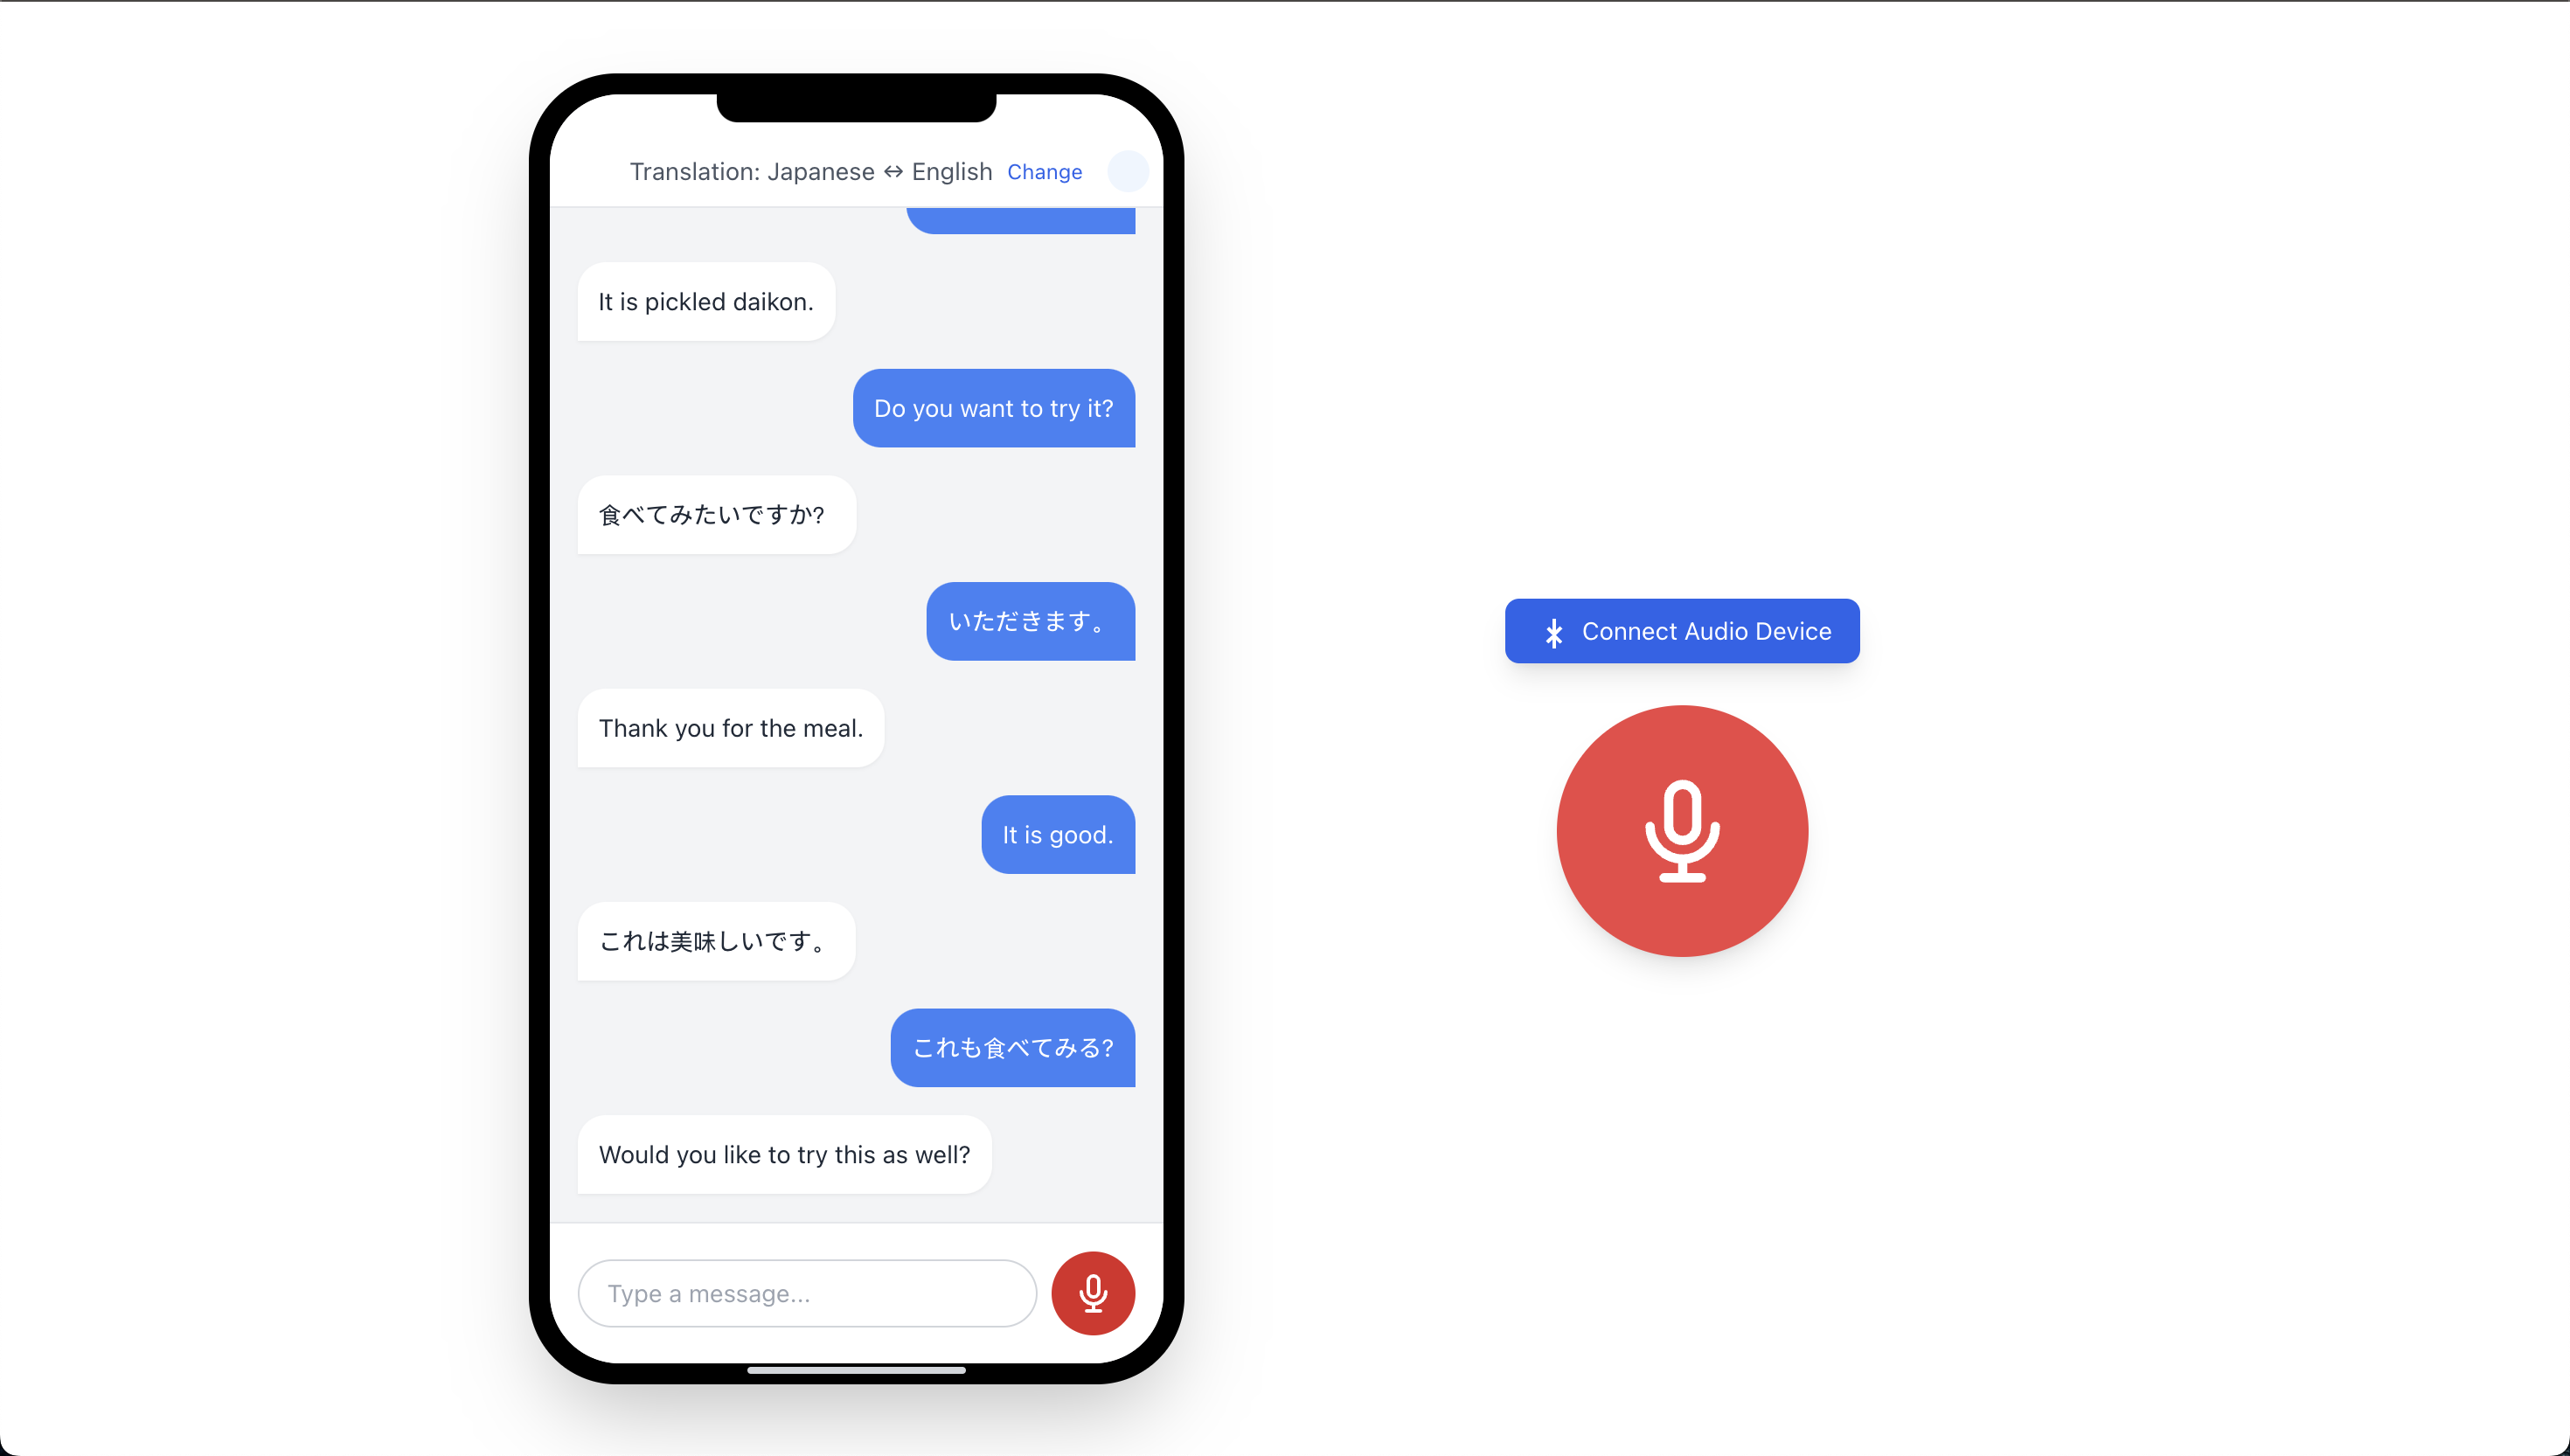 Translation: Japanese ↔ English Change
It is pickled daikon.
Do you want to try it?
食べてみたいですか?
いただきます。
Thank you for the meal.
It is good.
これは美味しいです。
これも食べてみる?
Would you like to try this as well?
Type a message...
Connect Audio Device